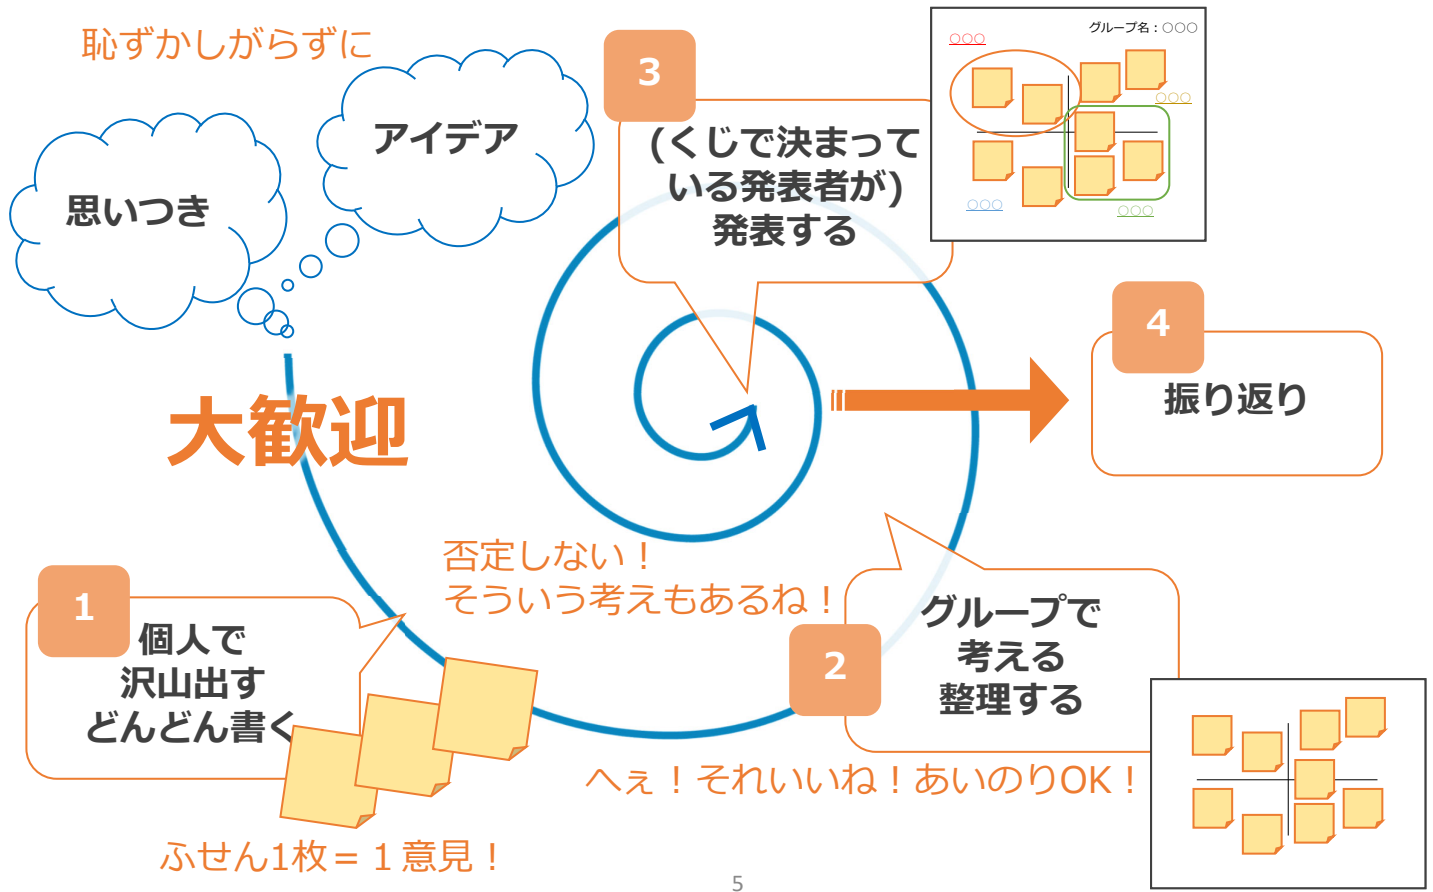 恥ずかしがらずに
アイデア
思いつき
大歓迎
1
個人で
沢山出す
どんどん書く
ふせん1枚=１意見！
否定しない！
そういう考えもあるね！
2
グループで
考える
整理する
へぇ！それいいね！あいのりOK！
3
(くじで決まって
いる発表者が)
発表する
グループ名：○○○
○○○
○○○
○○○
○○○
4
振り返り
5